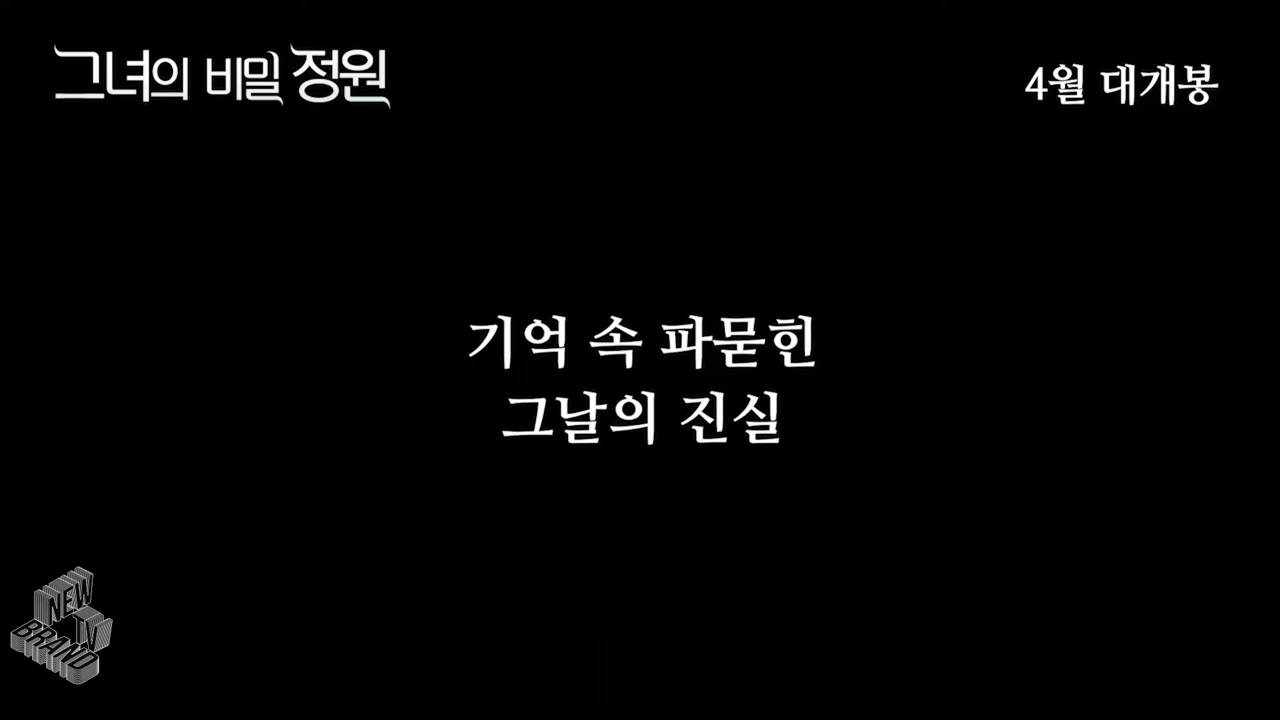 그녀의 비밀 정원
4월 대개봉
기억 속 파묻힌
그날의 진실
NEW
TV
BRAND